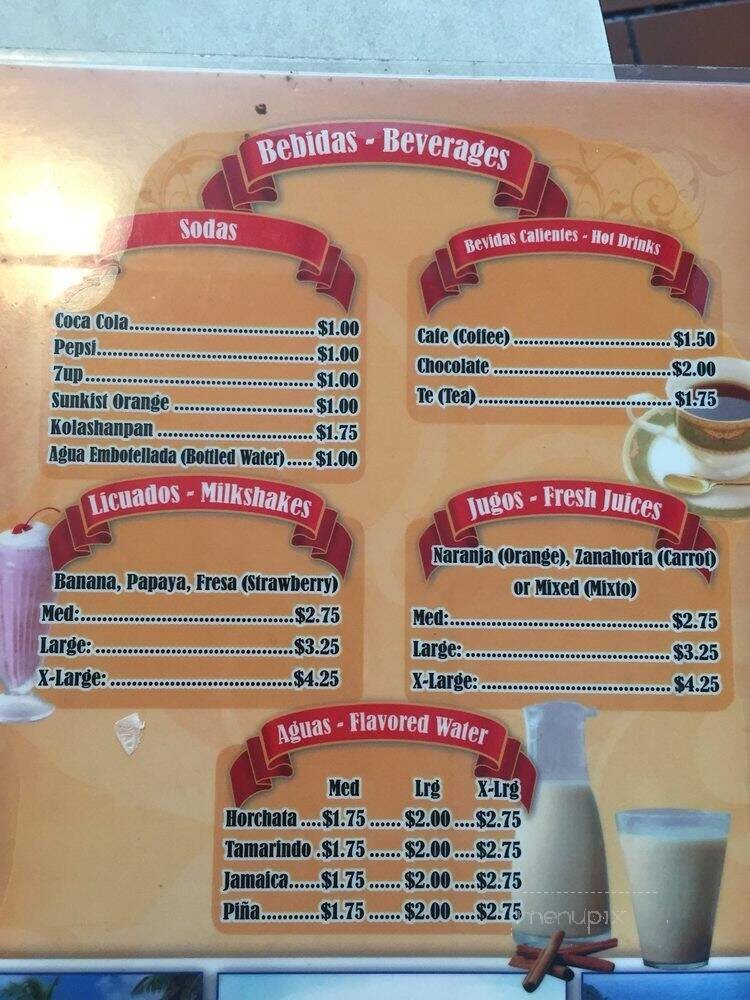 Bebidas - Beverages
Sodas
Coca Cola..............................$1.00
Pepsi..............................$1.00
7up..............................$1.00
Sunkist Orange ....................$1.00
Kolashanpan ........................$1.75
Agua Embotellada (Bottled Water) ..... $1.00
Bevidas Calientes - Hot Drinks
Cafe (Coffee) ..............................$1.50
Chocolate ..............................$2.00
Te (Tea)..............................$1.75
Licuados - Milkshakes
Banana, Papaya, Fresa (Strawberry)
Med:..............................$2.75
Large: ..............................$3.25
X-Large: ..............................$4.25
Jugos - Fresh Juices
Naranja (Orange), Zanahoria (Carrot)
or Mixed (Mixto)
Med:..............................$2.75
Large:..............................$3.25
X-Large: ..............................$4.25
Aguas - Flavored Water
Med Lrg X-Lrg
Horchata ....$1.75 ...... $2.00 ....$2.75
Tamarindo .$1.75 ...... $2.00 ....$2.75
Jamaica......$1.75 ...... $2.00 ....$2.75
Piña............$1.75 ...... $2.00 ....$2.75
menupix